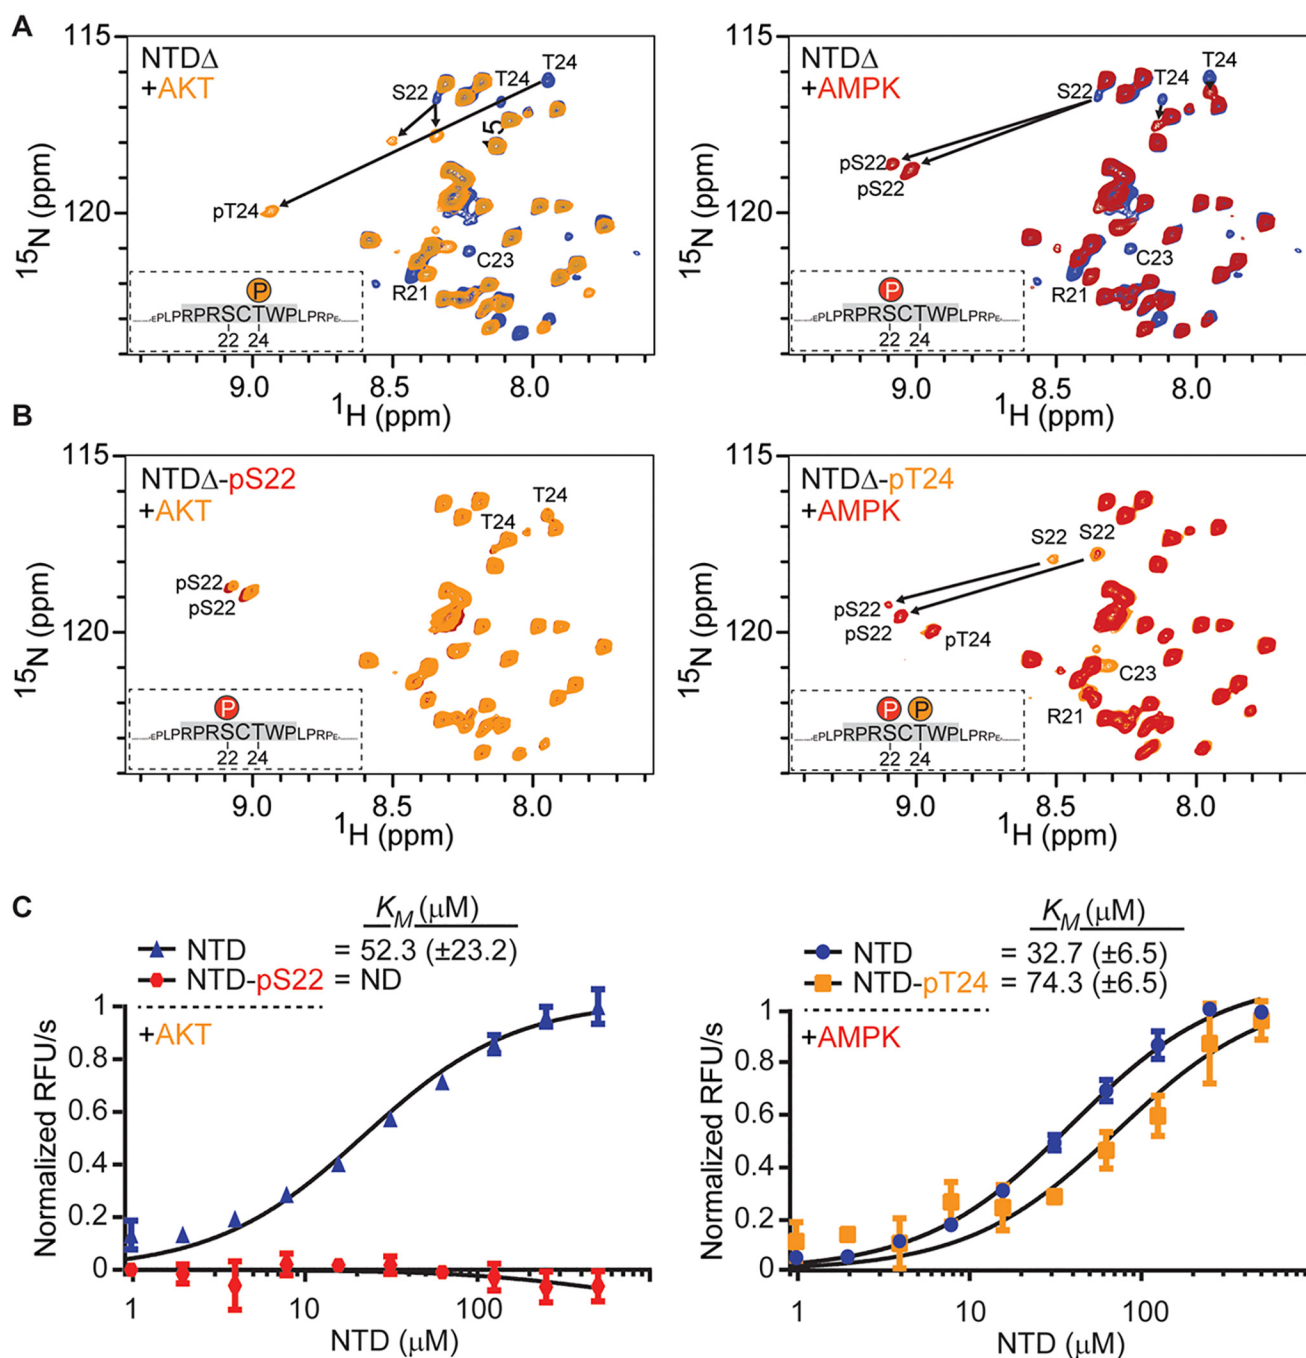 A
NTDΔ
+AKT
115
120
15N (ppm)
S22
T24
T24
15
pT24
C23
R21
P
EPLPRPRSCTWPLPRPE
22 24
9.0 8.5 8.0
1H (ppm)
NTDΔ
+AMPK
115
120
15N (ppm)
T24
T24
S22
pS22
pS22
C23
R21
P
EPLPRPRSCTWPLPRPE
22 24
9.0 8.5 8.0
1H (ppm)
B
NTDΔ-pS22
+AKT
115
120
15N (ppm)
T24
T24
pS22
pS22
P
EPLPRPRSCTWPLPRPE
22 24
9.0 8.5 8.0
1H (ppm)
NTDΔ-pT24
+AMPK
115
120
15N (ppm)
S22 S22
pS22
pS22
pT24
C23
R21
P P
EPLPRPRSCTWPLPRPE
22 24
9.0 8.5 8.0
1H (ppm)
C
KM (μM)
NTD = 52.3 (±23.2)
NTD-pS22 = ND
+AKT
Normalized RFU/s
1
0.8
0.6
0.4
0.2
0
1 10 100
NTD (μM)
KM (μM)
NTD = 32.7 (±6.5)
NTD-pT24 = 74.3 (±6.5)
+AMPK
Normalized RFU/s
1
0.8
0.6
0.4
0.2
0
1 10 100
NTD (μM)